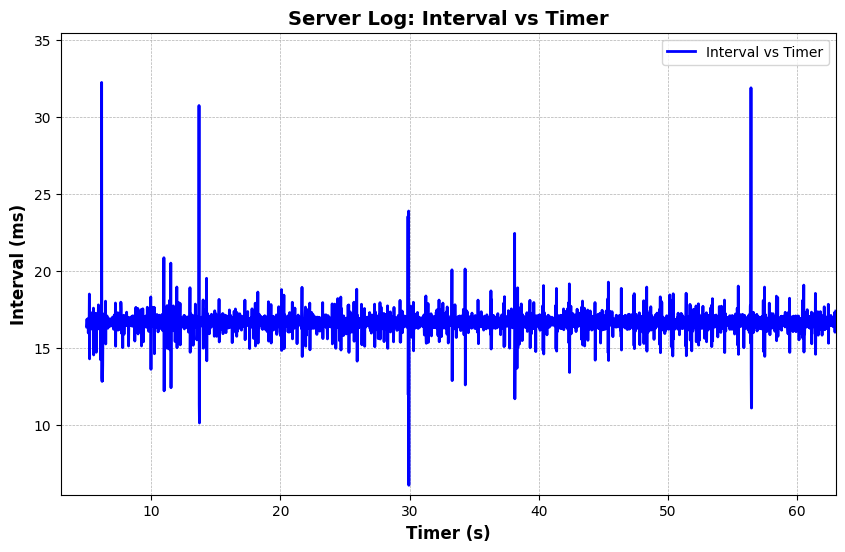 Server Log: Interval vs Timer
Interval vs Timer
Interval (ms)
35
30
25
20
15
10
10 20 30 40 50 60
Timer (s)